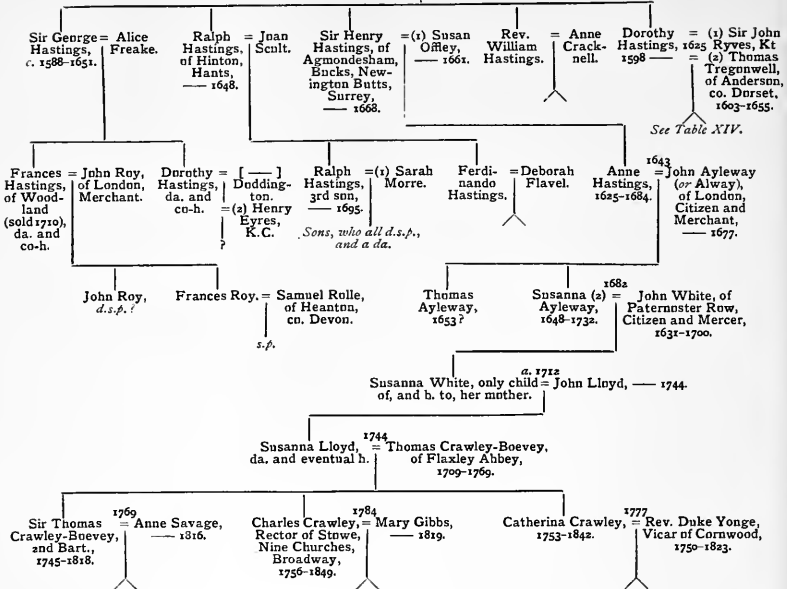 Sir George = Alice
Hastings, Freake.
c. 1588–1651.
Ralph = Joan
Hastings, Scult.
of Hinton,
Hants,
—— 1648.
Sir Henry = (1) Susan
Hastings, of Offley,
Agmondesham, —— 1661.
Bucks, New-
ington Butts,
Surrey,
—— 1668.
Rev. = Anne
William Crack-
Hastings. nell.
Dorothy = (1) Sir John
Hastings, 1625 Ryves, Kt
1598 —— = (2) Thomas
Tregonwell,
of Anderson,
co. Dorset,
1603–1655.
See Table XIV.
Frances = John Roy,
Hastings, of London,
of Wood- Merchant.
land
(sold 1710),
da. and
co-h.
Dorothy = [ — ]
Hastings, Dodding-
da. and ton.
co-h. = (2) Henry
Eyres,
K.C.
?
Ralph = (1) Sarah
Hastings, Morre.
3rd son,
—— 1695.
Sons, who all d.s.p.,
and a da.
Ferdi- = Deborah
nando Flavel.
Hastings.
1643
Anne = John Ayleway
Hastings, (or Alway),
1625–1684. of London,
Citizen and
Merchant,
—— 1677.
John Roy,
d.s.p. ?
Frances Roy. = Samuel Rolle,
of Heanton,
co. Devon.
s.p.
Thomas
Ayleway,
1653 ?
1682
Susanna (2) = John White, of
Ayleway, Paternoster Row,
1648–1732. Citizen and Mercer,
1631–1700.
a. 1712
Susanna White, only child = John Lloyd, —— 1744.
of, and h. to, her mother.
1744
Susanna Lloyd, = Thomas Crawley-Boevey,
da. and eventual h. of Flaxley Abbey,
1709–1769.
1769
Sir Thomas = Anne Savage,
Crawley-Boevey, —— 1816.
2nd Bart.,
1745–1818.
1784
Charles Crawley, = Mary Gibbs,
Rector of Stowe, —— 1819.
Nine Churches,
Broadway,
1756–1849.
1777
Catherina Crawley, = Rev. Duke Yonge,
1753–1842. Vicar of Cornwood,
1750–1823.